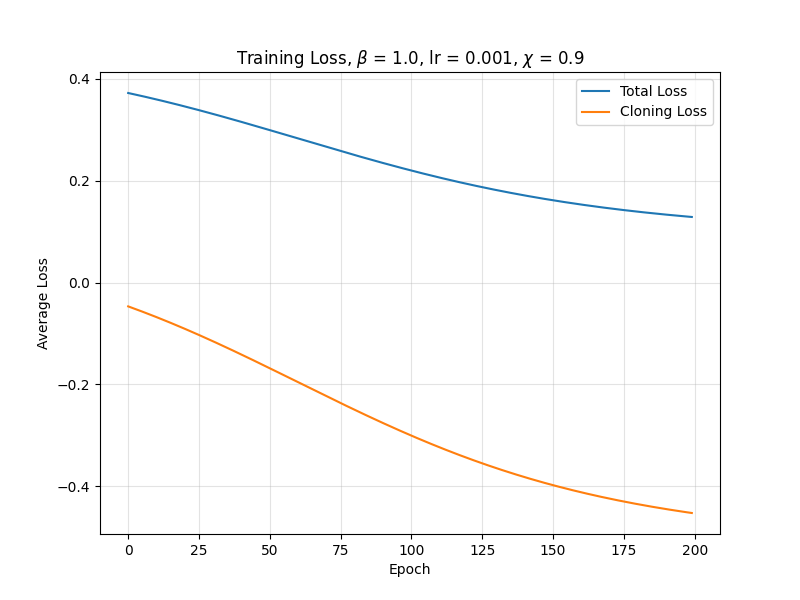 Training Loss, β = 1.0, lr = 0.001, χ = 0.9
Total Loss
Cloning Loss
Average Loss
0.4
0.2
0.0
−0.2
−0.4
0 25 50 75 100 125 150 175 200
Epoch